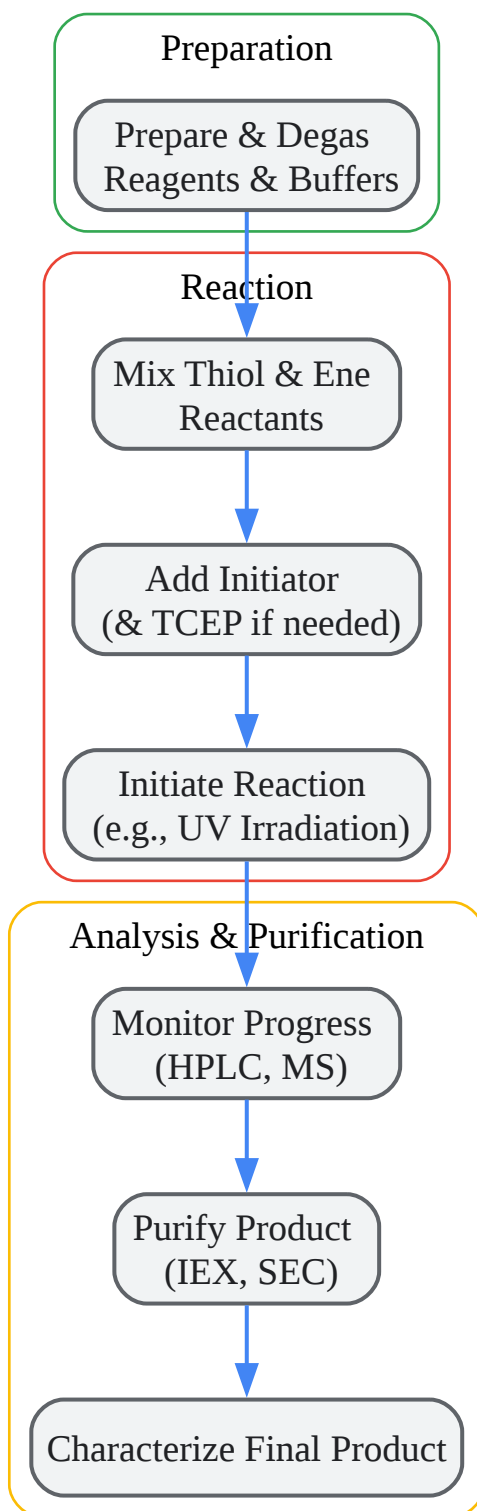 Preparation
Prepare & Degas
Reagents & Buffers
Reaction
Mix Thiol & Ene
Reactants
Add Initiator
(& TCEP if needed)
Initiate Reaction
(e.g., UV Irradiation)
Analysis & Purification
Monitor Progress
(HPLC, MS)
Purify Product
(IEX, SEC)
Characterize Final Product